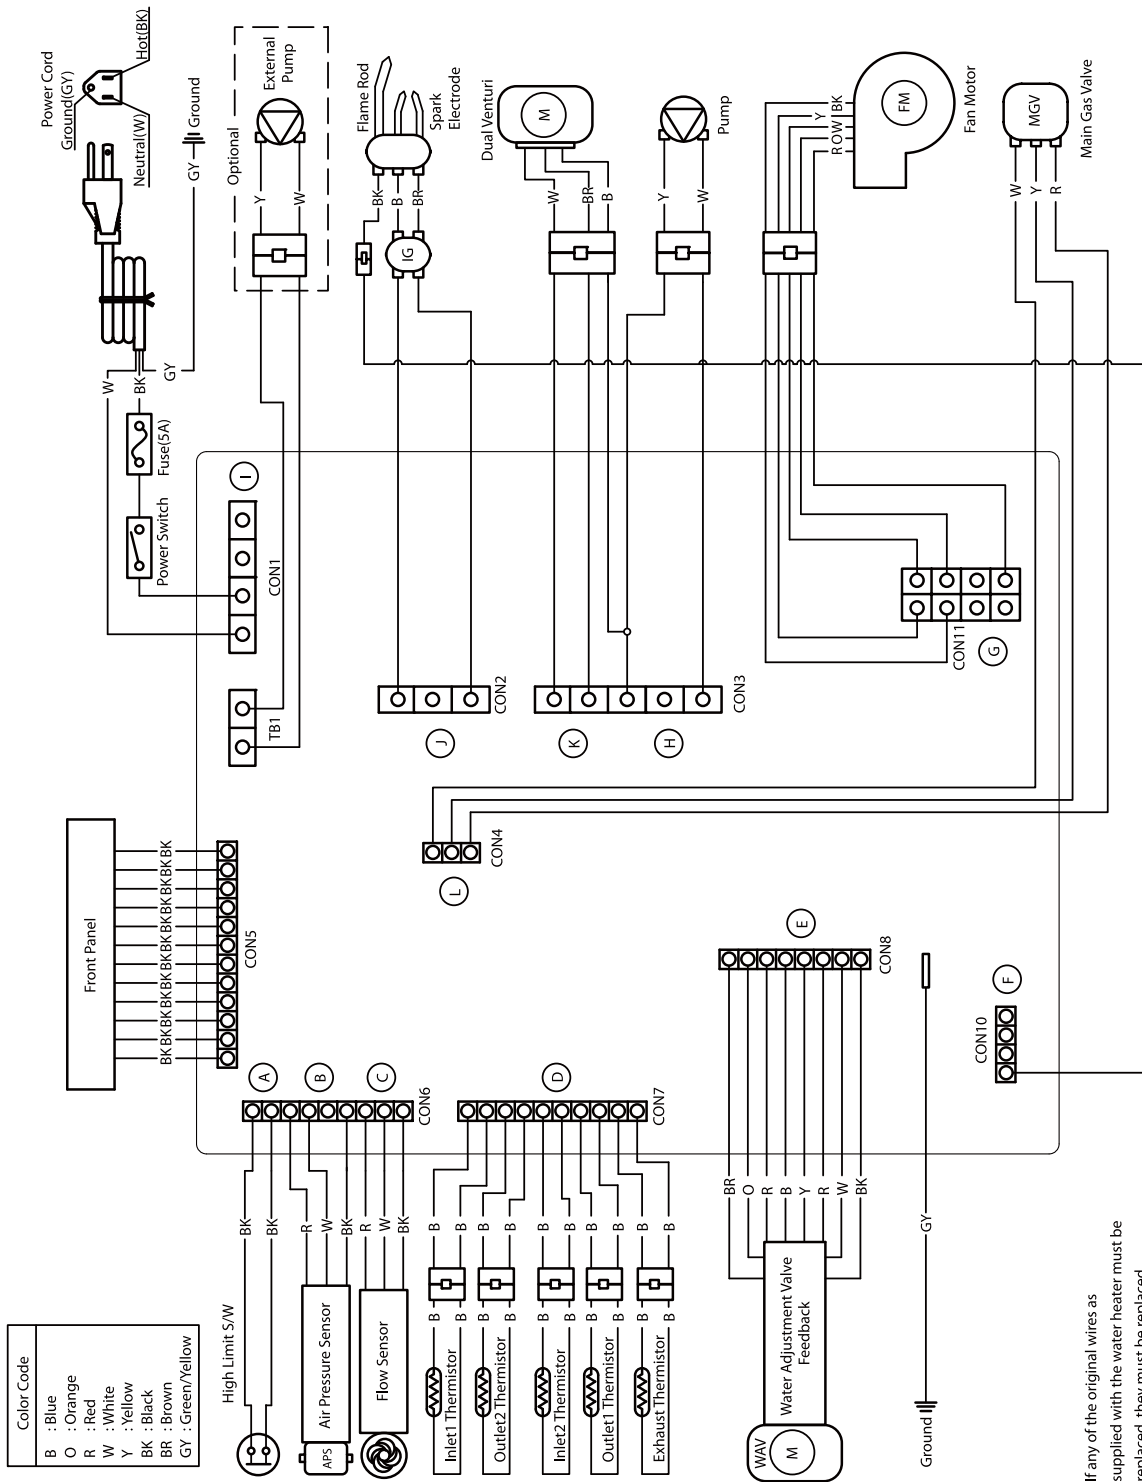 Color Code
B : Blue
O : Orange
R : Red
W : White
Y : Yellow
BK : Black
BR : Brown
GY : Green/Yellow
Front Panel
BK BK BK BK BK BK BK BK BK BK BK BK
CON5
High Limit S/W
BK
BK
A
Air Pressure Sensor
APS
R
W
BK
B
Flow Sensor
R
W
BK
C
CON6
Inlet1 Thermistor
B B
B B
Outlet2 Thermistor
B B
B B
Inlet2 Thermistor
B B
B B
Outlet1 Thermistor
B B
B B
Exhaust Thermistor
B B
B B
D
CON7
WAV
M
Water Adjustment Valve
Feedback
BR
O
R
B
Y
R
W
BK
E
CON8
Ground
GY
CON10
F
If any of the original wires as
supplied with the water heater must be
replaced, they must be replaced
Power Cord
Ground(GY)
Hot(BK)
Neutral(W)
GY
Ground
W
BK
GY
Fuse(5A)
Power Switch
I
CON1
TB1
Optional
External
Pump
Y
W
Flame Rod
Spark
Electrode
BK
B
BR
IG
J
CON2
Dual Venturi
M
W
BR
B
K
Pump
Y
W
H
CON3
Fan Motor
FM
BK
Y
W
O
R
CON11
G
Main Gas Valve
MGV
W
Y
R
L
CON4